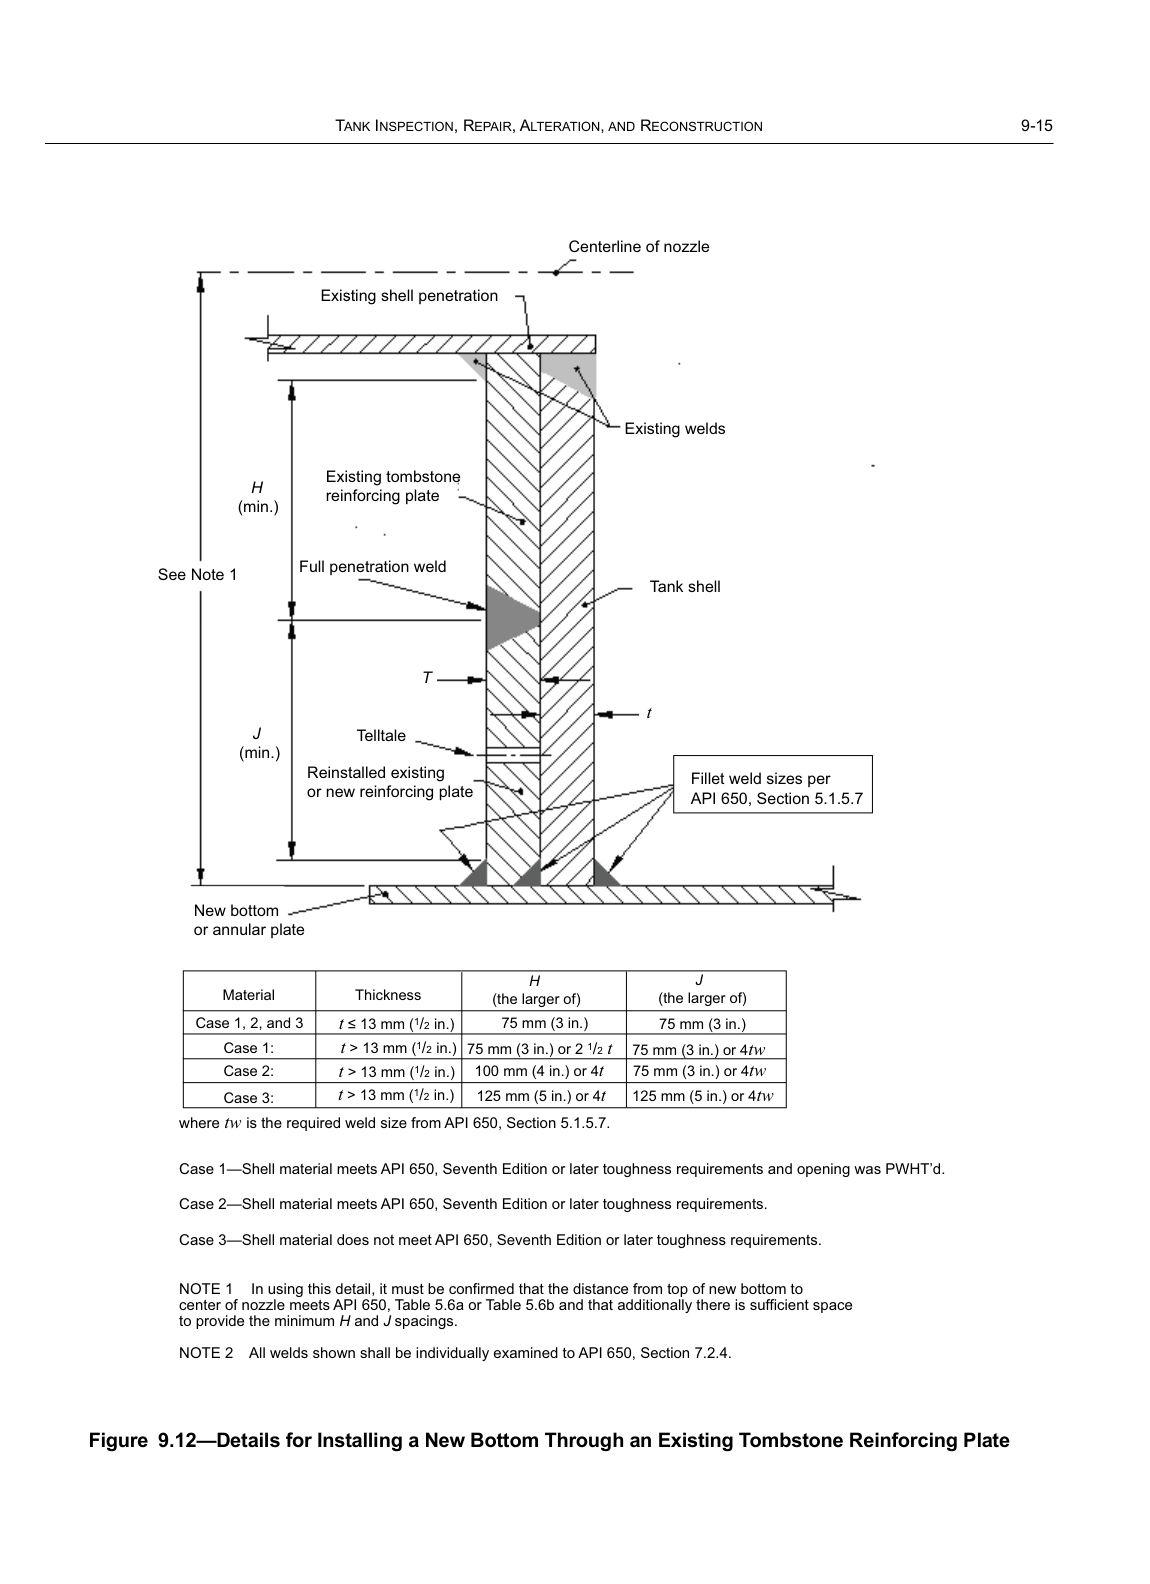 TANK INSPECTION, REPAIR, ALTERATION, AND RECONSTRUCTION 9-15
Centerline of nozzle
Existing shell penetration
Existing welds
Existing tombstone
reinforcing plate
H
(min.)
Full penetration weld
See Note 1
Tank shell
T
t
J
(min.)
Telltale
Reinstalled existing
or new reinforcing plate
Fillet weld sizes per
API 650, Section 5.1.5.7
New bottom
or annular plate
Material Thickness H (the larger of) J (the larger of)
Case 1, 2, and 3 t ≤ 13 mm (1/2 in.) 75 mm (3 in.) 75 mm (3 in.)
Case 1: t > 13 mm (1/2 in.) 75 mm (3 in.) or 2 1/2 t 75 mm (3 in.) or 4tw
Case 2: t > 13 mm (1/2 in.) 100 mm (4 in.) or 4t 75 mm (3 in.) or 4tw
Case 3: t > 13 mm (1/2 in.) 125 mm (5 in.) or 4t 125 mm (5 in.) or 4tw
where tw is the required weld size from API 650, Section 5.1.5.7.
Case 1—Shell material meets API 650, Seventh Edition or later toughness requirements and opening was PWHT’d.
Case 2—Shell material meets API 650, Seventh Edition or later toughness requirements.
Case 3—Shell material does not meet API 650, Seventh Edition or later toughness requirements.
NOTE 1 In using this detail, it must be confirmed that the distance from top of new bottom to
center of nozzle meets API 650, Table 5.6a or Table 5.6b and that additionally there is sufficient space
to provide the minimum H and J spacings.
NOTE 2 All welds shown shall be individually examined to API 650, Section 7.2.4.
Figure 9.12—Details for Installing a New Bottom Through an Existing Tombstone Reinforcing Plate